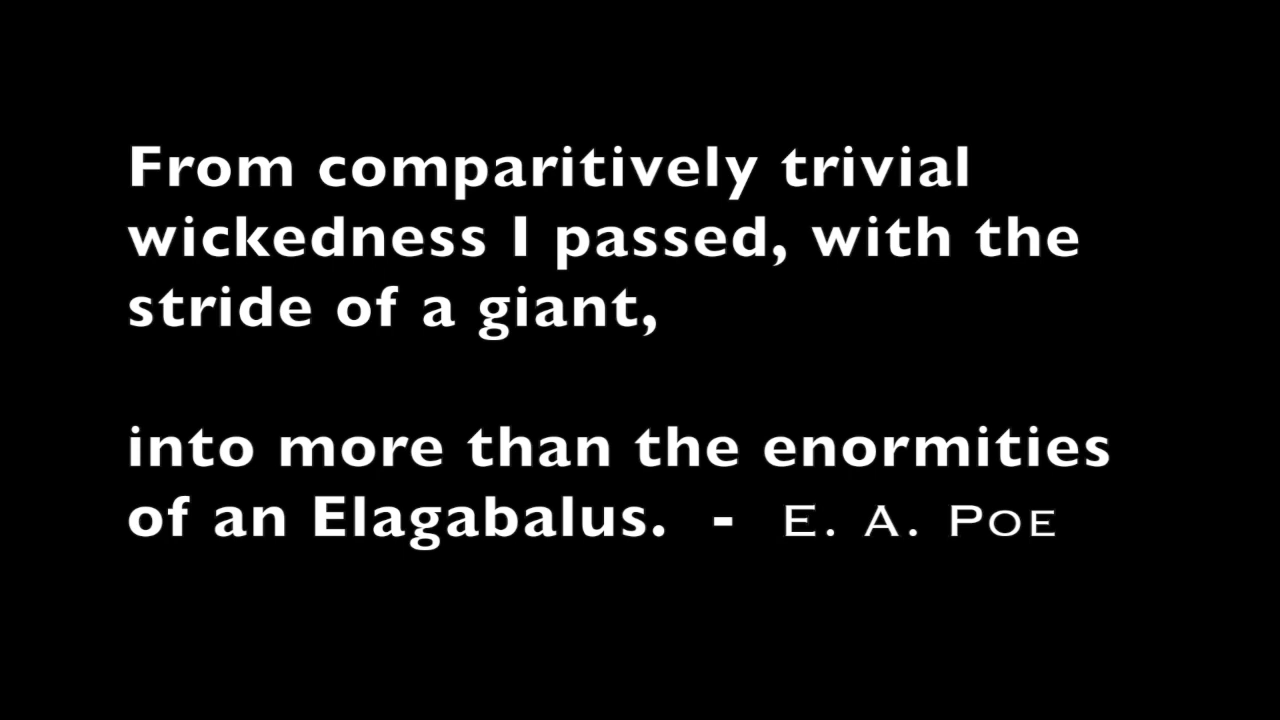 From comparitively trivial
wickedness I passed, with the
stride of a giant,
into more than the enormities
of an Elagabalus. - E. A. POE